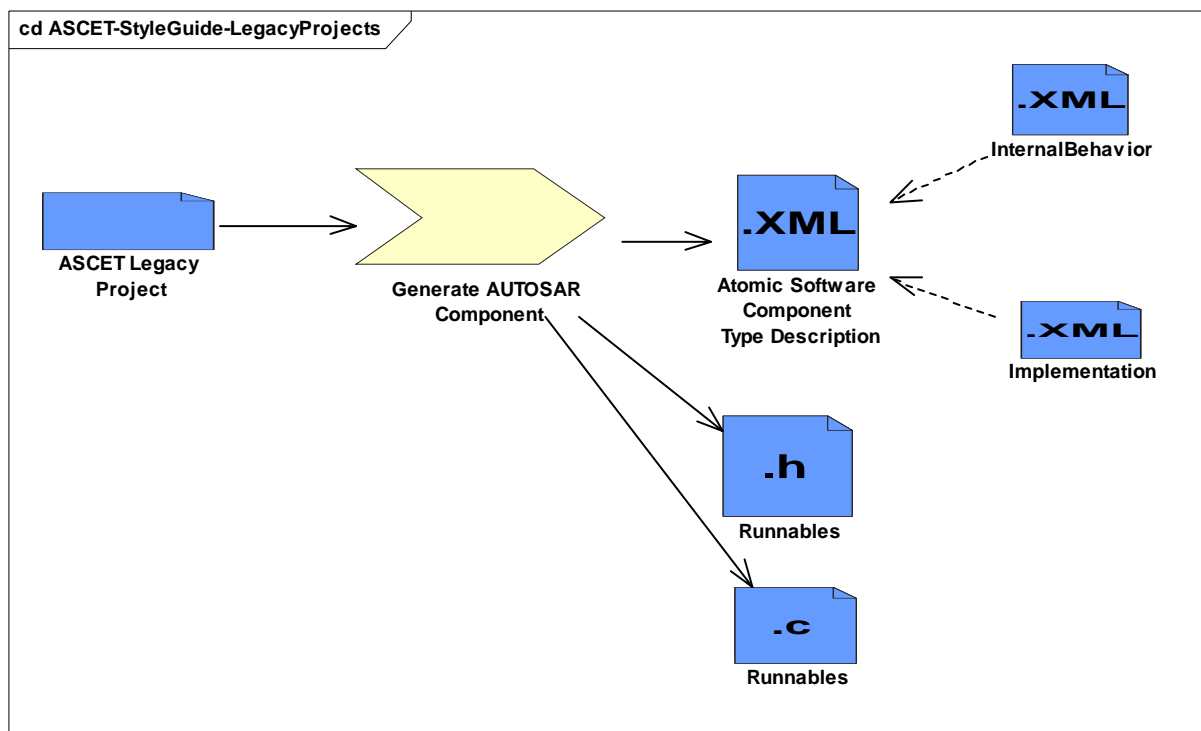 cd ASCET-StyleGuide-LegacyProjects
.XML
InternalBehavior
ASCET Legacy
Project
Generate AUTOSAR
Component
.XML
Atomic Software
Component
Type Description
.XML
Implementation
.h
Runnables
.c
Runnables